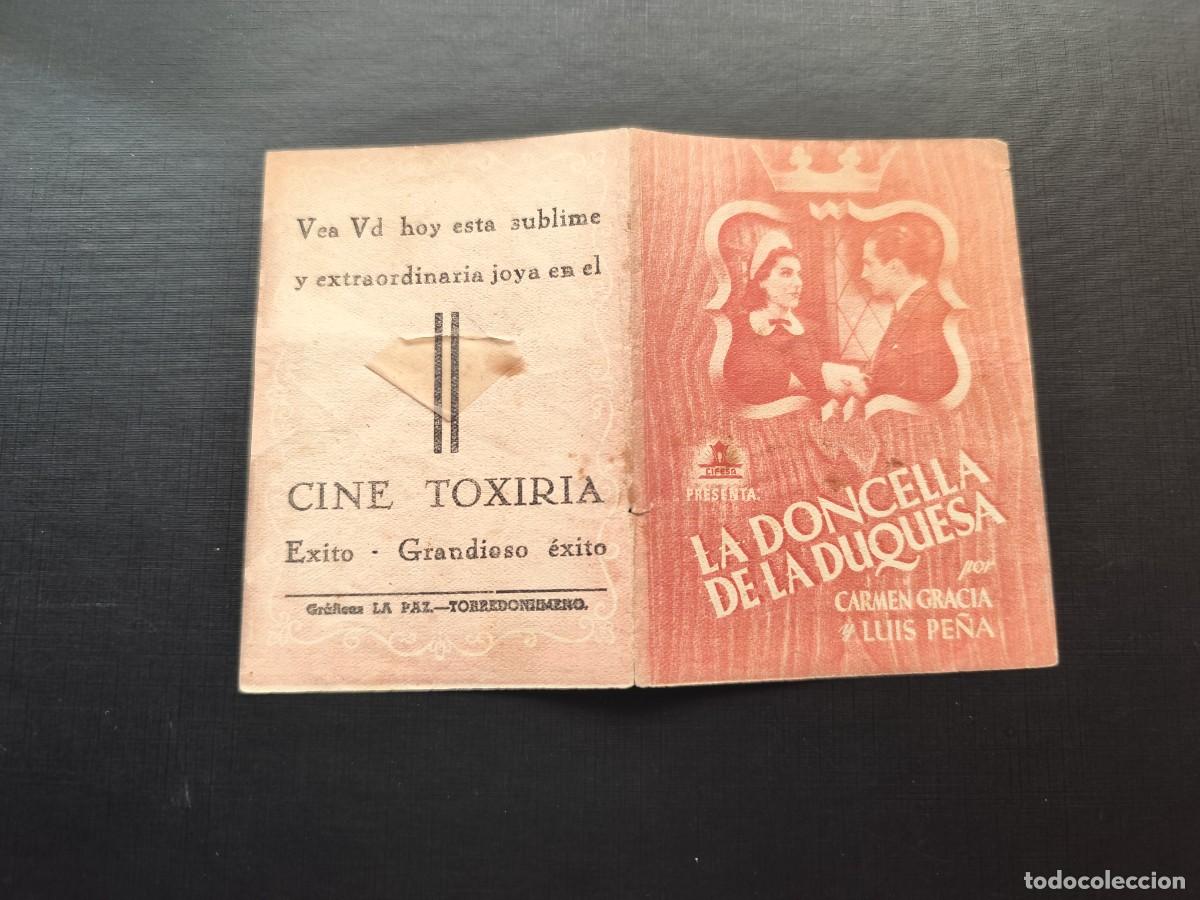 Vea Vd hoy esta sublime
y extraordinaria joya en el
CINE TOXIRIA
Exito - Grandioso éxito
Gráficas LA PAZ.—TORREDONJIMENO.
CIFESA
PRESENTA:
LA DONCELLA
DE LA DUQUESA
por
CARMEN GRACIA
y LUIS PEÑA
todocoleccion